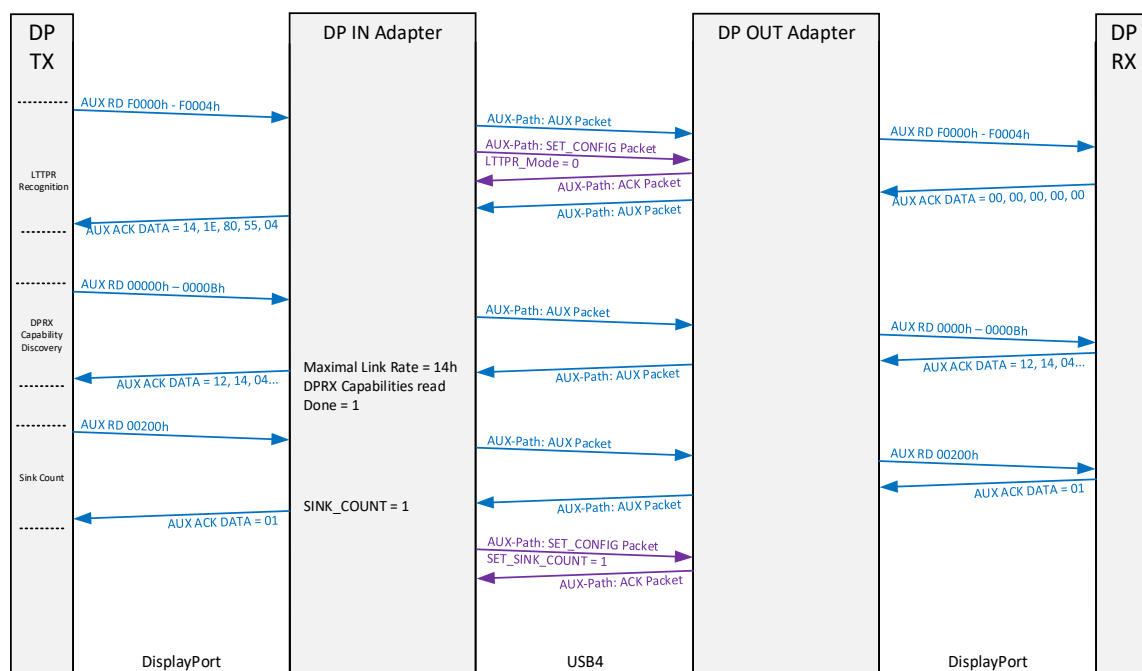 DP
TX
DP IN Adapter
DP OUT Adapter
DP
RX
AUX RD F0000h - F0004h
AUX-Path: AUX Packet
AUX RD F0000h - F0004h
AUX-Path: SET_CONFIG Packet
LTTPR_Mode = 0
LTTPR
Recognition
AUX-Path: ACK Packet
AUX ACK DATA = 00, 00, 00, 00, 00
AUX-Path: AUX Packet
AUX ACK DATA = 14, 1E, 80, 55, 04
AUX RD 00000h – 0000Bh
AUX-Path: AUX Packet
DPRX
Capability
Discovery
AUX RD 0000h – 0000Bh
Maximal Link Rate = 14h
DPRX Capabilities read
Done = 1
AUX-Path: AUX Packet
AUX ACK DATA = 12, 14, 04...
AUX ACK DATA = 12, 14, 04...
AUX RD 00200h
AUX-Path: AUX Packet
AUX RD 00200h
Sink Count
AUX ACK DATA = 01
SINK_COUNT = 1
AUX-Path: AUX Packet
AUX ACK DATA = 01
AUX-Path: SET_CONFIG Packet
SET_SINK_COUNT = 1
AUX-Path: ACK Packet
DisplayPort
USB4
DisplayPort